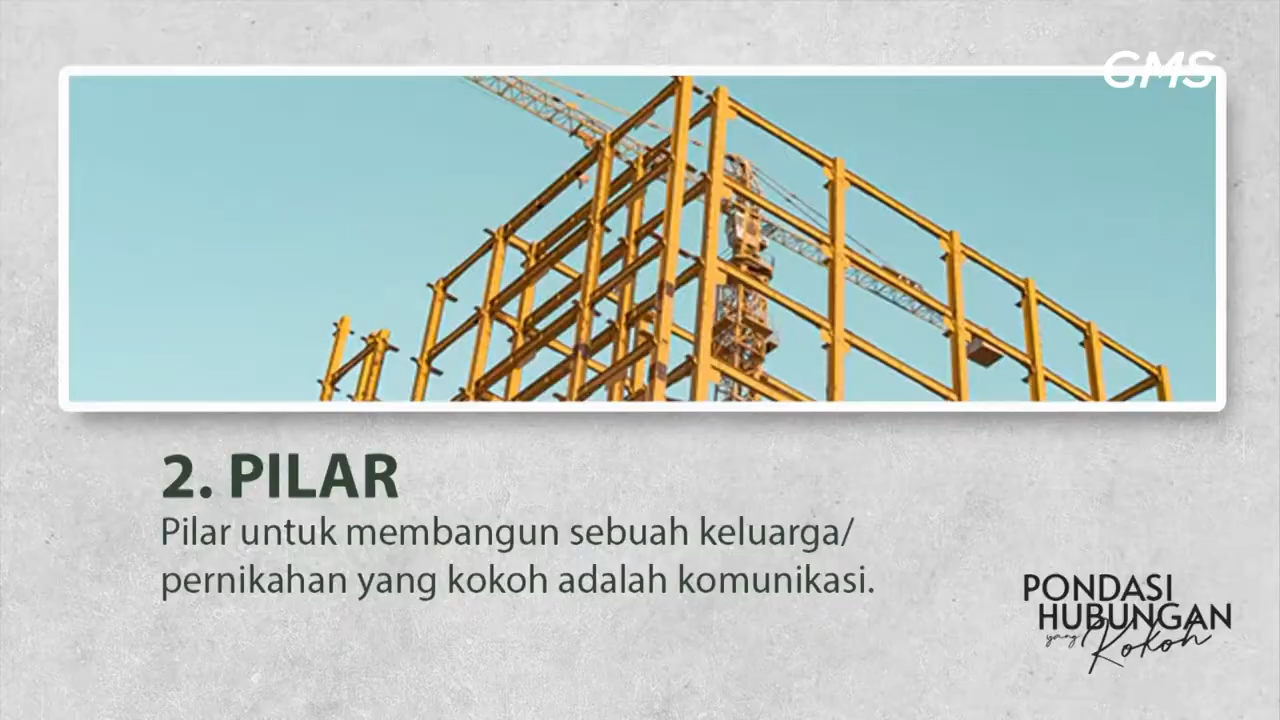 GMS
2. PILAR
Pilar untuk membangun sebuah keluarga/
pernikahan yang kokoh adalah komunikasi.
PONDASI
HUBUNGAN
yang Kokoh